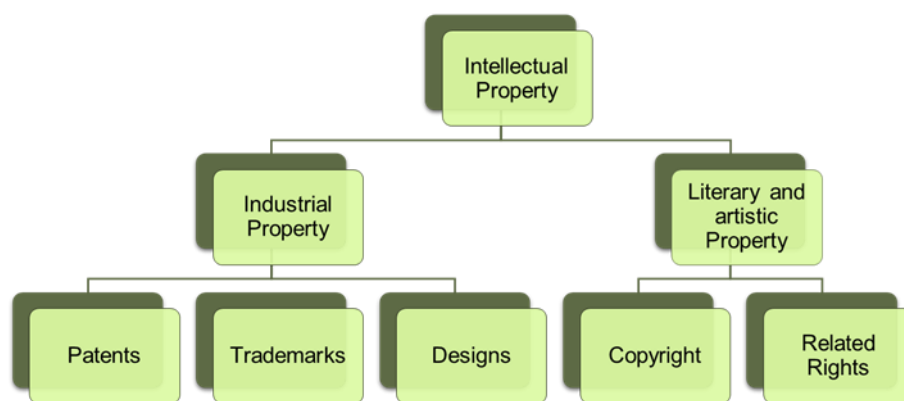 Intellectual
Property
Industrial
Property
Literary and
artistic
Property
Patents
Trademarks
Designs
Copyright
Related
Rights